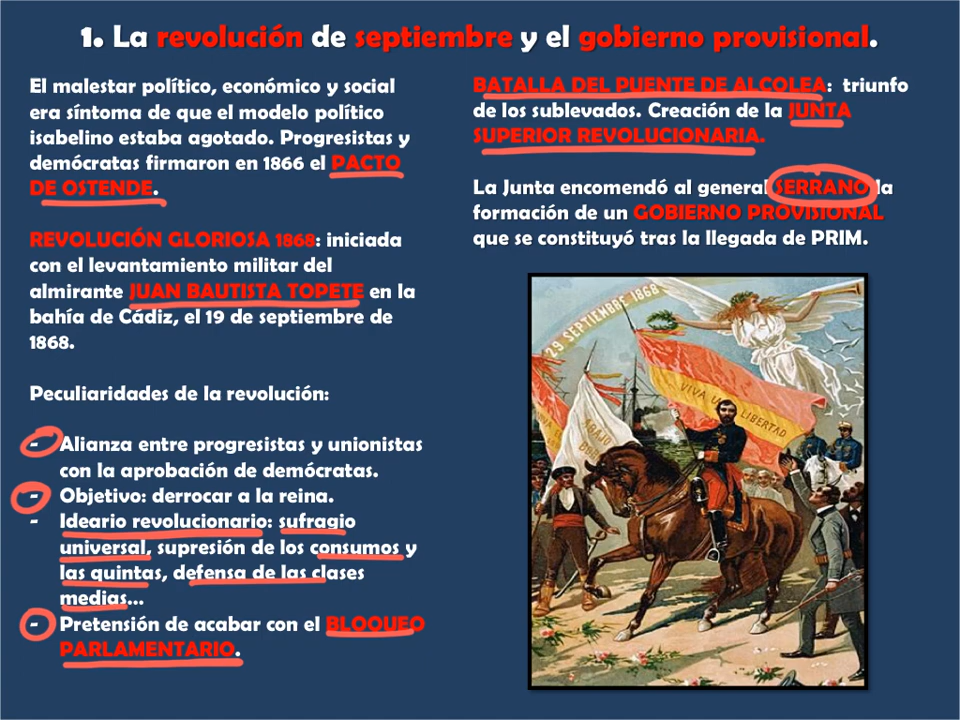 1. La revolución de septiembre y el gobierno provisional.
El malestar político, económico y social
era síntoma de que el modelo político
isabelino estaba agotado. Progresistas y
demócratas firmaron en 1866 el PACTO
DE OSTENDE.
REVOLUCIÓN GLORIOSA 1868: iniciada
con el levantamiento militar del
almirante JUAN BAUTISTA TOPETE en la
bahía de Cádiz, el 19 de septiembre de
1868.
Peculiaridades de la revolución:
- Alianza entre progresistas y unionistas
con la aprobación de demócratas.
- Objetivo: derrocar a la reina.
- Ideario revolucionario: sufragio
universal, supresión de los consumos y
las quintas, defensa de las clases
medias...
- Pretensión de acabar con el BLOQUEO
PARLAMENTARIO.
BATALLA DEL PUENTE DE ALCOLEA: triunfo
de los sublevados. Creación de la JUNTA
SUPERIOR REVOLUCIONARIA.
La Junta encomendó al general SERRANO la
formación de un GOBIERNO PROVISIONAL
que se constituyó tras la llegada de PRIM.
29 SEPTIEMBRE 1868
VIVA LA LIBERTAD
ABAJO